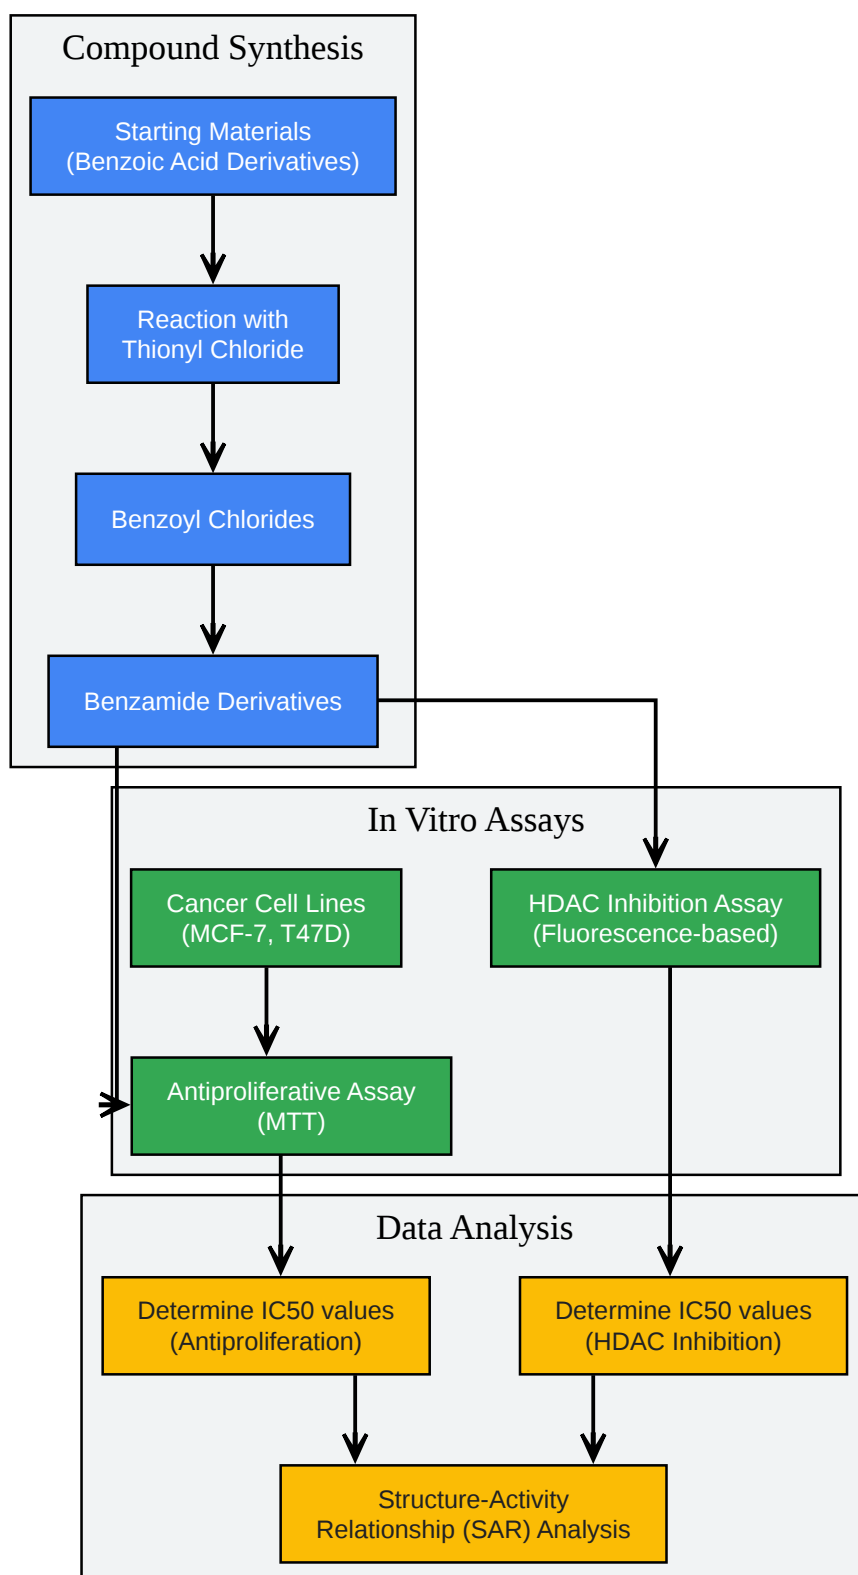 Compound Synthesis
Starting Materials
(Benzoic Acid Derivatives)
Reaction with
Thionyl Chloride
Benzoyl Chlorides
Benzamide Derivatives
In Vitro Assays
Cancer Cell Lines
(MCF-7, T47D)
HDAC Inhibition Assay
(Fluorescence-based)
Antiproliferative Assay
(MTT)
Data Analysis
Determine IC50 values
(Antiproliferation)
Determine IC50 values
(HDAC Inhibition)
Structure-Activity
Relationship (SAR) Analysis